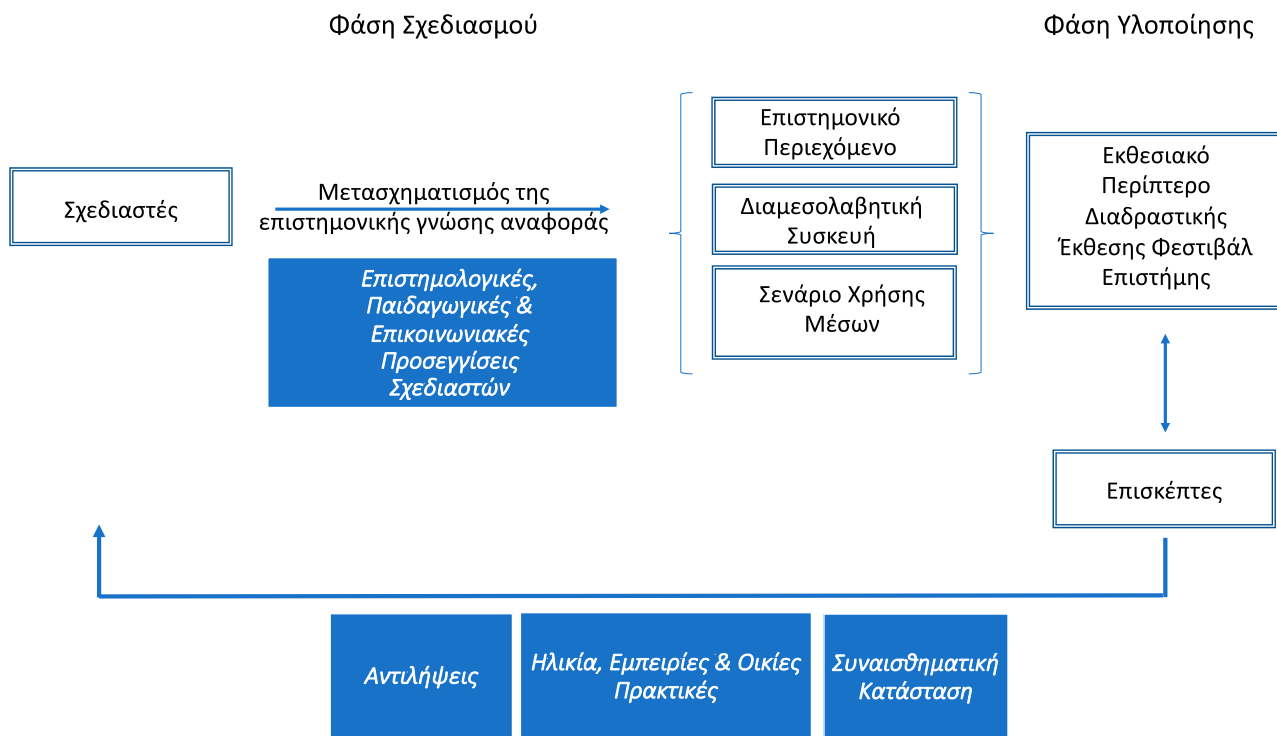 Φάση Σχεδιασμού
Φάση Υλοποίησης
Σχεδιαστές
Μετασχηματισμός της
επιστημονικής γνώσης αναφοράς
Επιστημολογικές,
Παιδαγωγικές &
Επικοινωνιακές
Προσεγγίσεις
Σχεδιαστών
Επιστημονικό
Περιεχόμενο
Διαμεσολαβητική
Συσκευή
Σενάριο Χρήσης
Μέσων
Εκθεσιακό
Περίπτερο
Διαδραστικής
Έκθεσης Φεστιβάλ
Επιστήμης
Επισκέπτες
Αντιλήψεις
Ηλικία, Εμπειρίες & Οικίες
Πρακτικές
Συναισθηματική
Κατάσταση